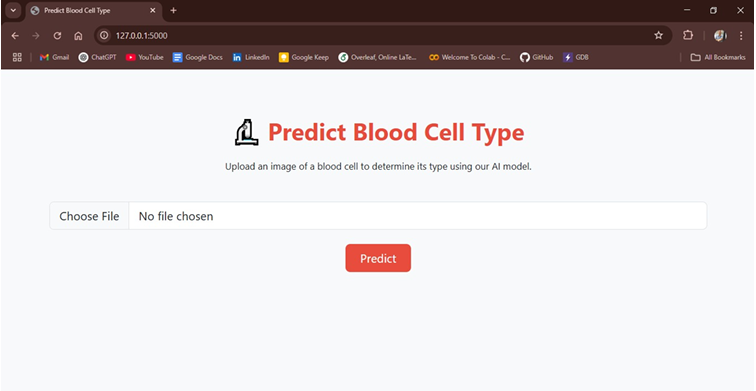 Predict Blood Cell Type
127.0.0.1:5000
Gmail ChatGPT YouTube Google Docs LinkedIn Google Keep Overleaf, Online LaTe... Welcome To Colab - C... GitHub GDB All Bookmarks
Predict Blood Cell Type
Upload an image of a blood cell to determine its type using our AI model.
Choose File No file chosen
Predict